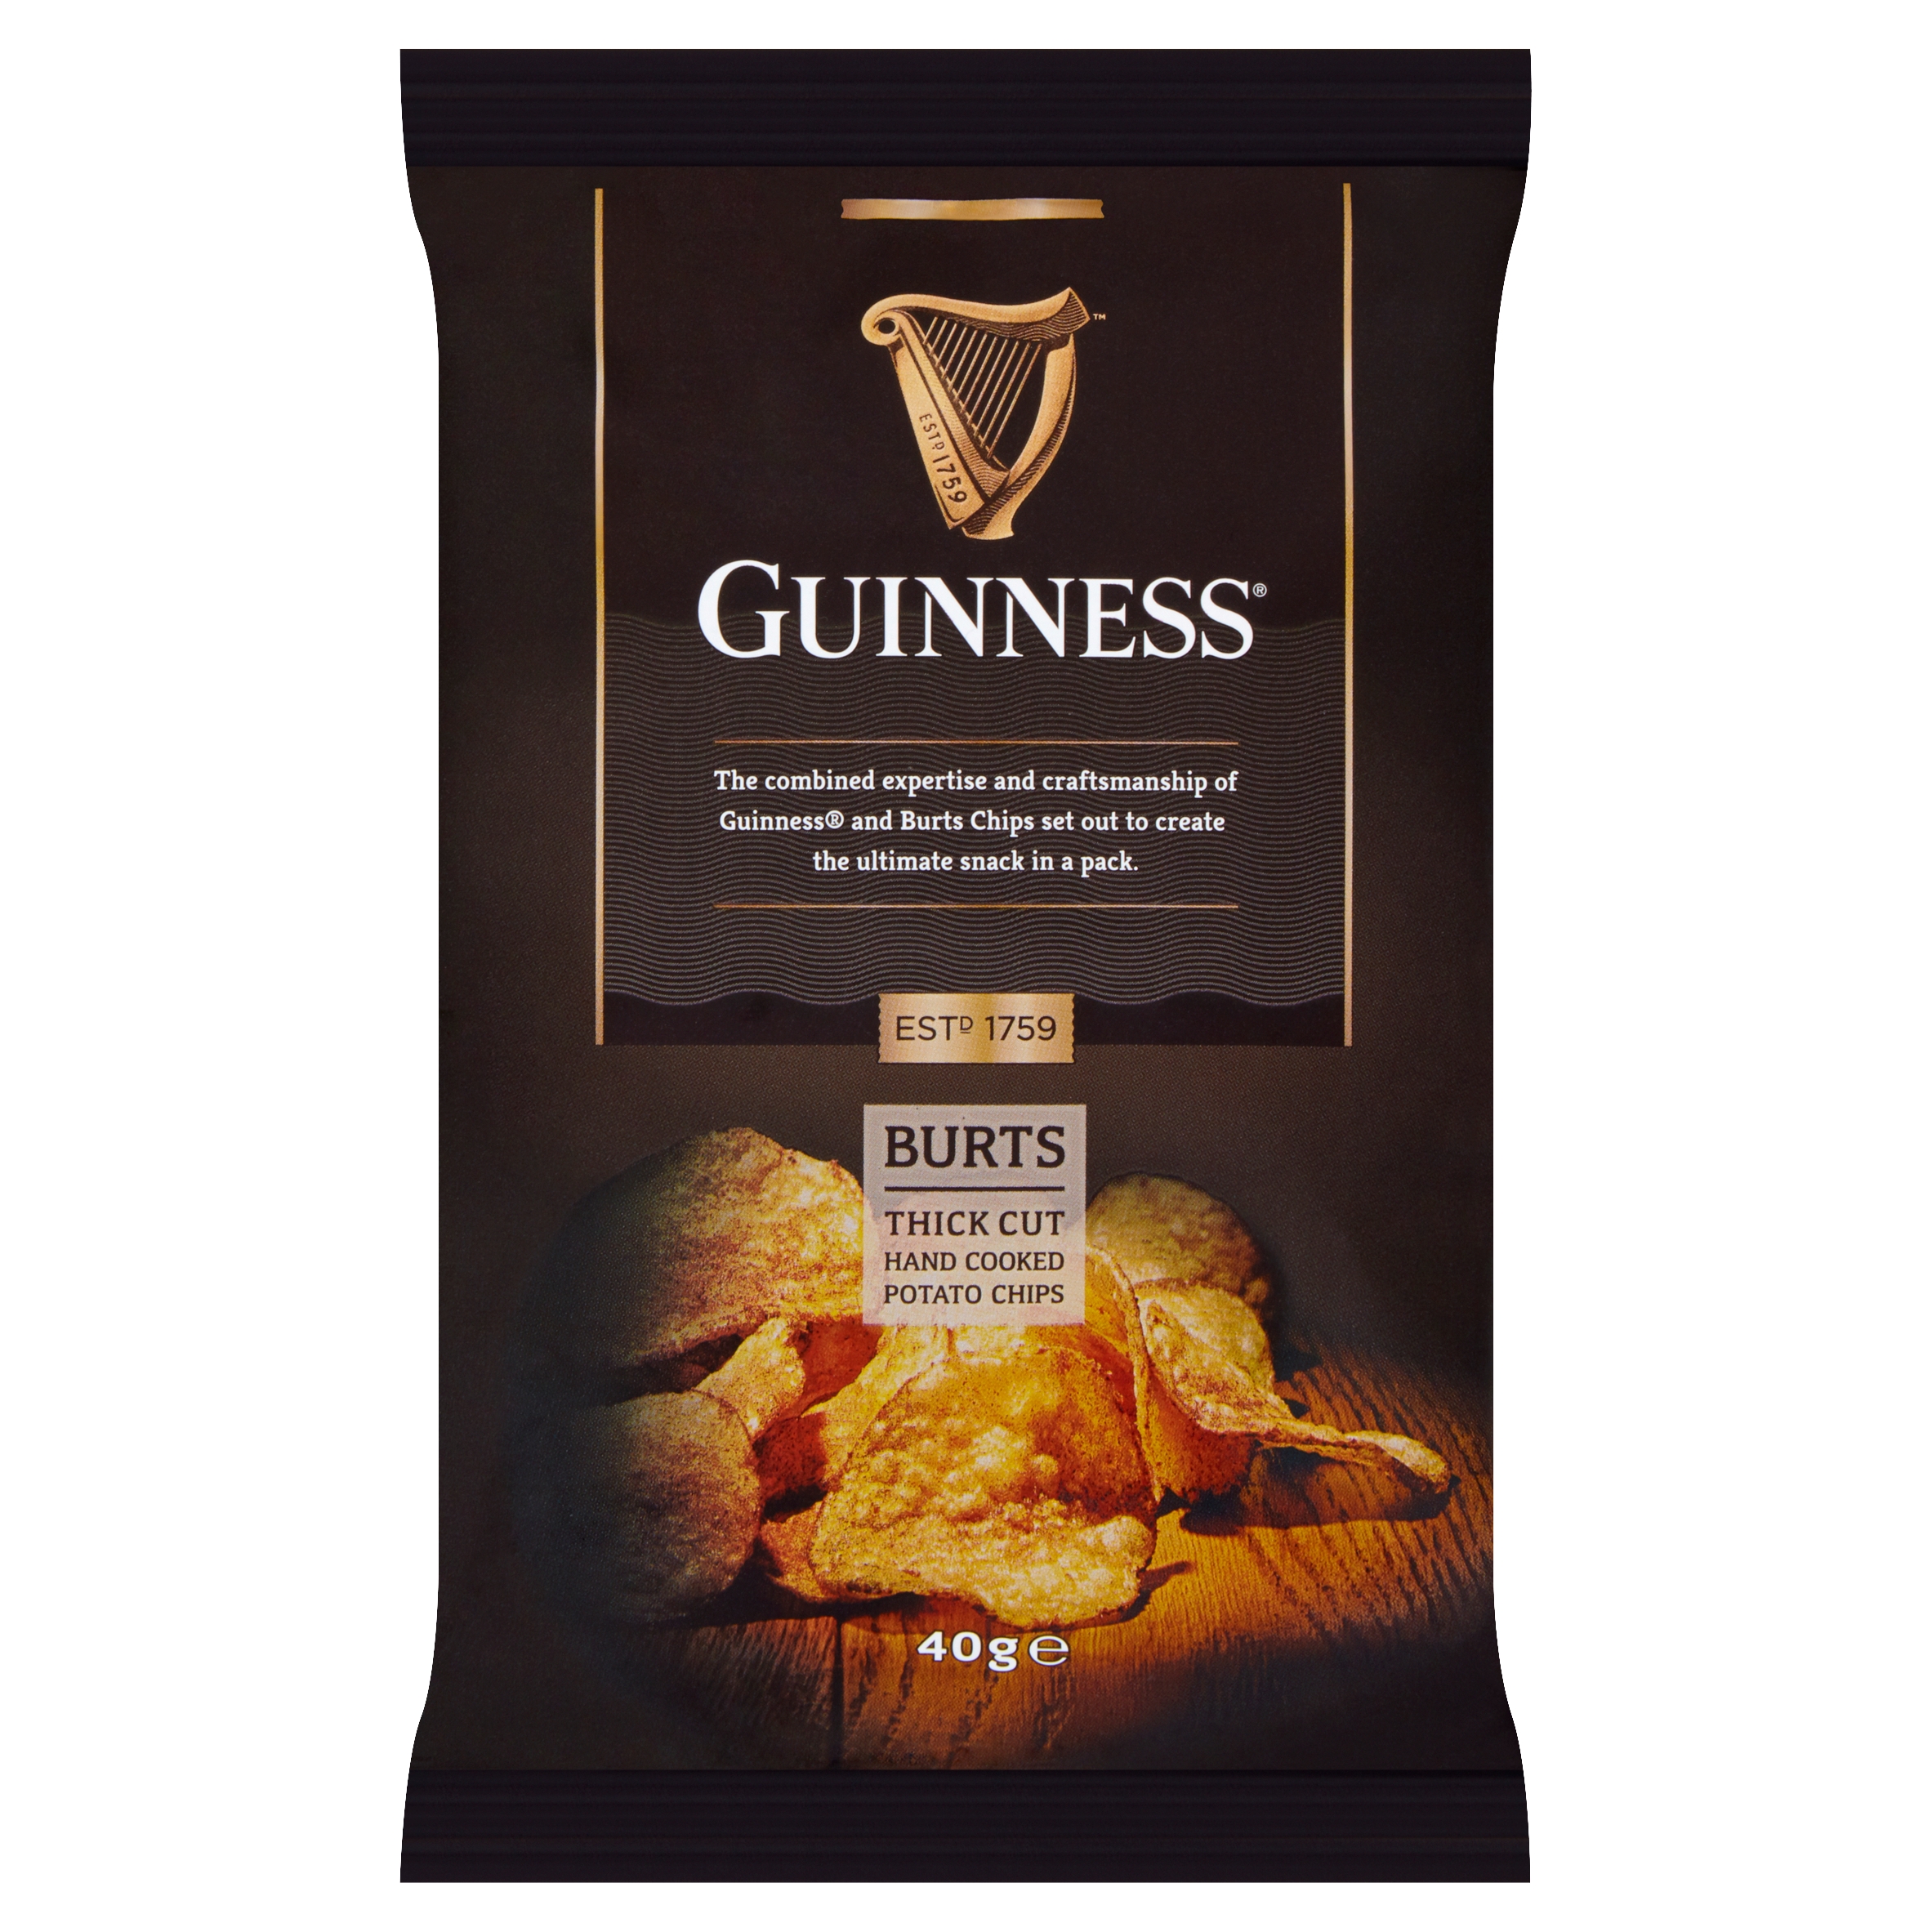 ESTD 1759
™
GUINNESS®
The combined expertise and craftsmanship of
Guinness® and Burts Chips set out to create
the ultimate snack in a pack.
ESTD 1759
BURTS
THICK CUT
HAND COOKED
POTATO CHIPS
40g℮